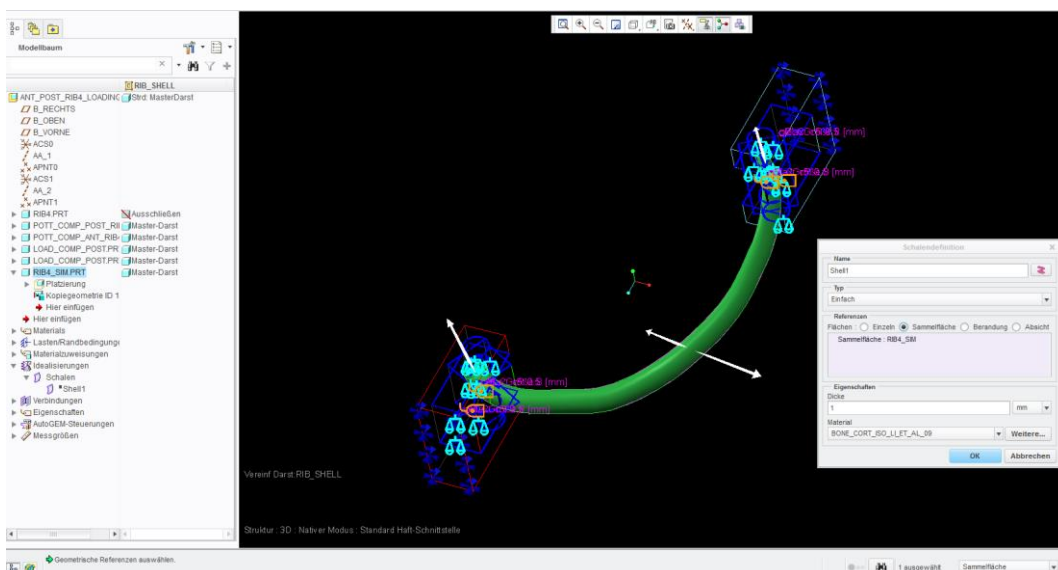 Modellbaum
RIB_SHELL
ANT_POST_RIB4_LOADING Strd: MasterDarst
B_RECHTS
B_OBEN
B_VORNE
ACS0
AA_1
APNT0
ACS1
AA_2
APNT1
RIB4.PRT Ausschließen
POTT_COMP_POST_RI Master-Darst
POTT_COMP_ANT_RIB Master-Darst
LOAD_COMP_POST.PR Master-Darst
LOAD_COMP_POST.PR Master-Darst
RIB4_SIM.PRT Master-Darst
Platzierung
Kopiegeometrie ID 1
Hier einfügen
Hier einfügen
Materials
Lasten/Randbedingunge
Materialzuweisungen
Idealisierungen
Schalen
*Shell1
Verbindungen
Eigenschaften
AutoGEM-Steuerungen
Messgrößen
[mm]
[mm]
[mm]
[mm]
Vereinf Darst:RIB_SHELL
Struktur : 3D : Nativer Modus : Standard Haft-Schnittstelle
Schalendefinition
Name
Shell1
Typ
Einfach
Referenzen
Flächen : Einzeln Sammelfläche Berandung Absicht
Sammelfläche : RIB4_SIM
Eigenschaften
Dicke
1 mm
Material
BONE_CORT_ISO_LI_ET_AL_09 Weitere...
OK Abbrechen
Geometrische Referenzen auswählen.
1 ausgewählt Sammelfläche